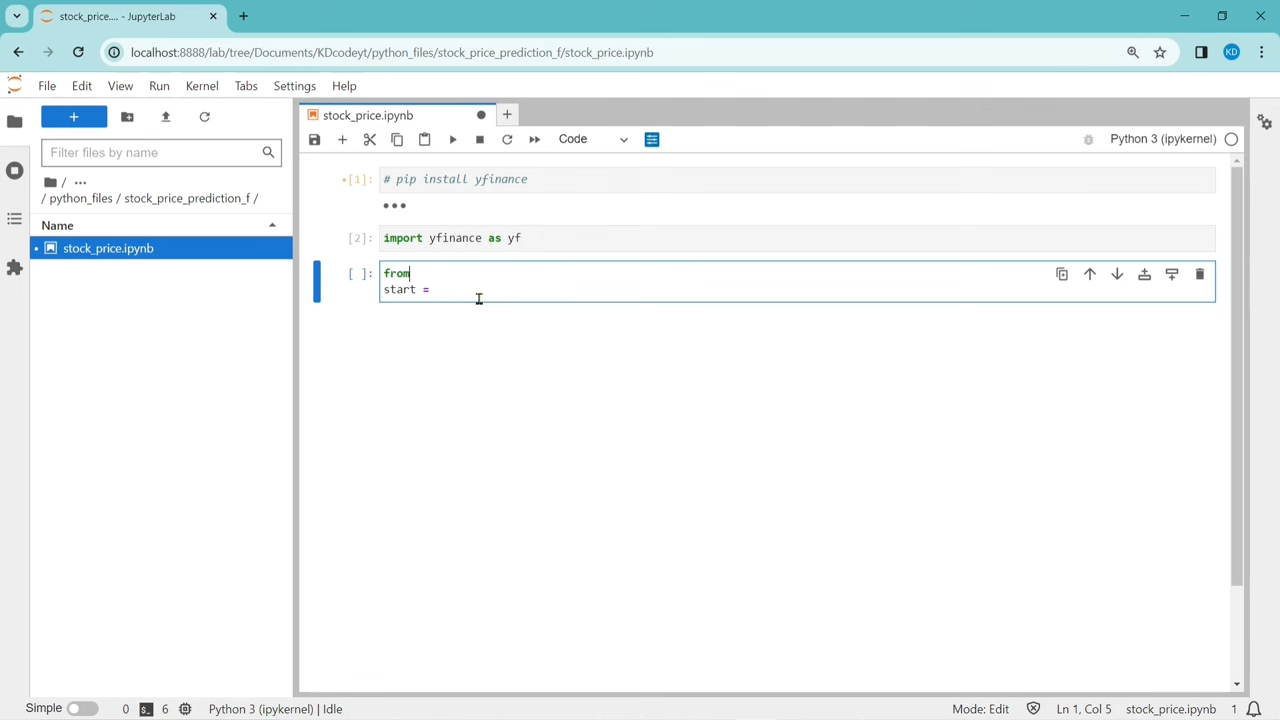 stock_price.... - JupyterLab
localhost:8888/lab/tree/Documents/KDcodeyt/python_files/stock_price_prediction_f/stock_price.ipynb
KD
File Edit View Run Kernel Tabs Settings Help
stock_price.ipynb
Code
Python 3 (ipykernel)
Filter files by name
/ ...
/ python_files / stock_price_prediction_f /
Name
stock_price.ipynb
[1]: # pip install yfinance
[2]: import yfinance as yf
[ ]: from
start =
Simple 0 6 Python 3 (ipykernel) | Idle Mode: Edit Ln 1, Col 5 stock_price.ipynb 1